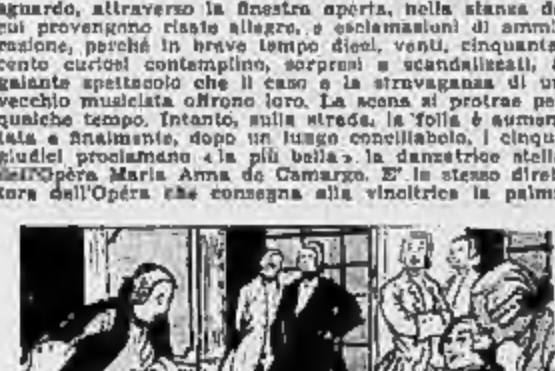 sguardo, attraverso la finestra aperta, nella stanza da
cui provengono risate allegre, e esclamazioni di ammi
razione, perché in breve tempo dieci, venti, cinquanta
cento curiosi contemplino, sorpresi e scandalizzati, il
galante spettacolo che il caso e la stravaganza di un
vecchio musicista offrono loro. La scena si protrae per
qualche tempo. Intanto, sulla strada, la folla è aumen
tata e finalmente, dopo un lungo conciliabolo, i cinque
giudici proclamano « la più bella », la danzatrice stella
dell'Opéra Maria Anna de Camargo. E' lo stesso diret
tore dell'Opéra che consegna alla vincitrice la palma